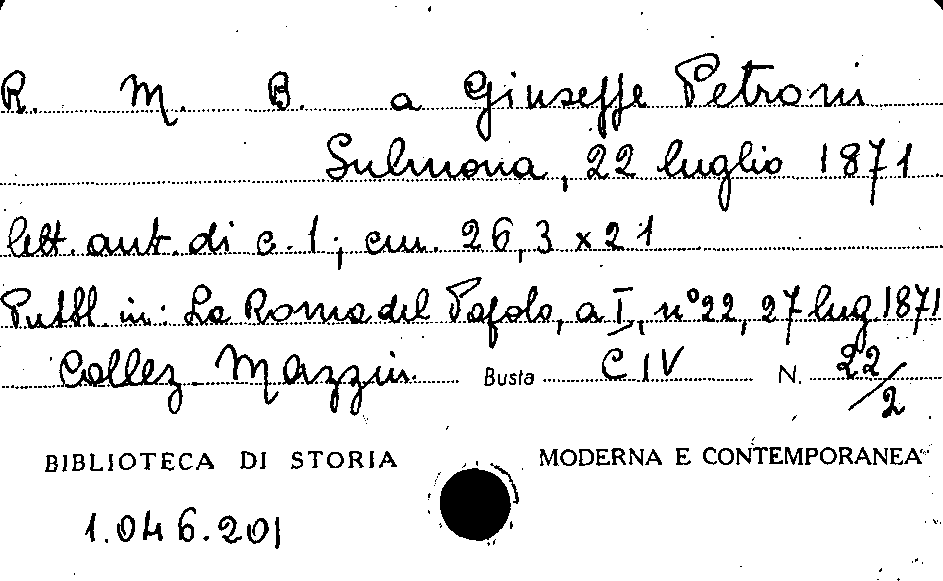 R. M. B. a Giuseppe Petroni
Sulmona, 22 luglio 1871
lett. aut. di c. 1; cm. 26,3 x 21
Pubbl. in: La Roma del Popolo, a I, n° 22, 27 lug 1871
Collez. Mazzini. Busta C IV N. 22/2
BIBLIOTECA DI STORIA MODERNA E CONTEMPORANEA
1.046.201